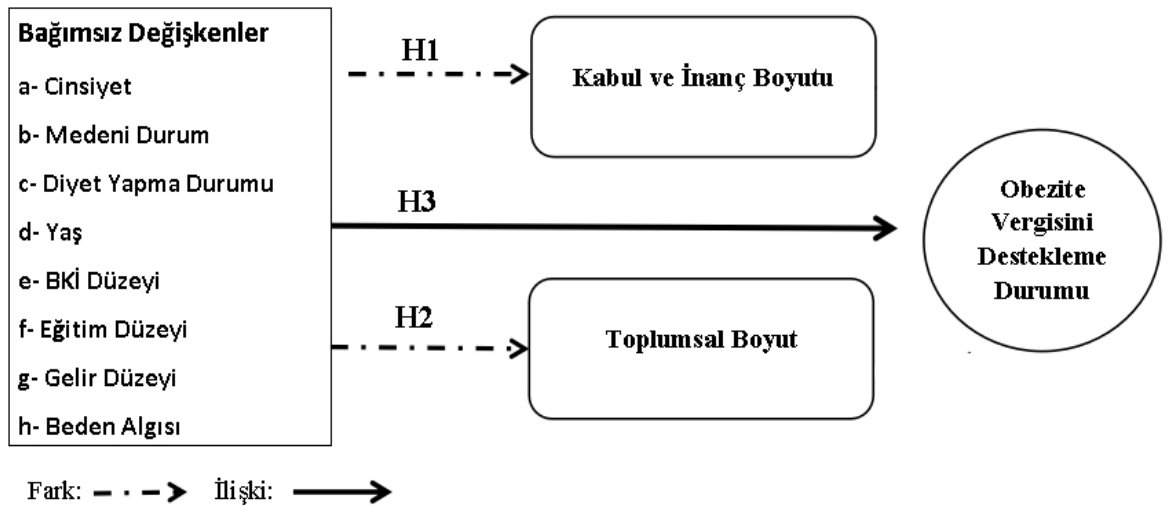 Bağımsız Değişkenler
a- Cinsiyet
b- Medeni Durum
c- Diyet Yapma Durumu
d- Yaş
e- BKİ Düzeyi
f- Eğitim Düzeyi
g- Gelir Düzeyi
h- Beden Algısı
H1
Kabul ve İnanç Boyutu
H3
Obezite
Vergisini
Destekleme
Durumu
H2
Toplumsal Boyut
Fark: İlişki: